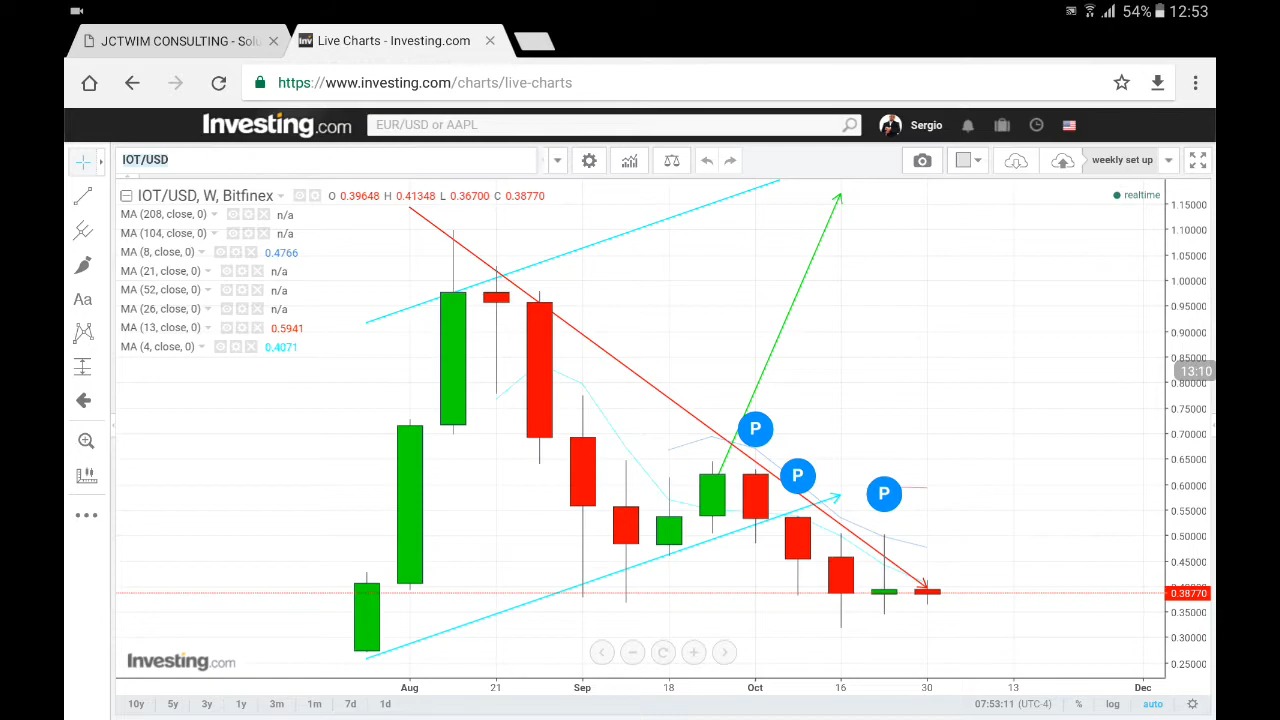 54% 12:53
JCTWIM CONSULTING - Solu
Live Charts - Investing.com
https://www.investing.com/charts/live-charts
Investing.com
EUR/USD or AAPL
Sergio
IOT/USD
weekly set up
IOT/USD, W, Bitfinex
O 0.39648 H 0.41348 L 0.36700 C 0.38770
realtime
MA (208, close, 0) n/a
MA (104, close, 0) n/a
MA (8, close, 0) 0.4766
MA (21, close, 0) n/a
MA (52, close, 0) n/a
MA (26, close, 0) n/a
MA (13, close, 0) 0.5941
MA (4, close, 0) 0.4071
Aa
1.15000
1.10000
1.05000
1.00000
0.95000
0.90000
0.85000
13:10
0.80000
0.75000
0.70000
0.65000
0.60000
0.55000
0.50000
0.45000
0.38770
0.35000
0.30000
0.25000
P
P
P
Investing.com
Aug 21 Sep 18 Oct 16 30 13 Dec
10y 5y 3y 1y 3m 1m 7d 1d
07:53:11 (UTC-4) % log auto